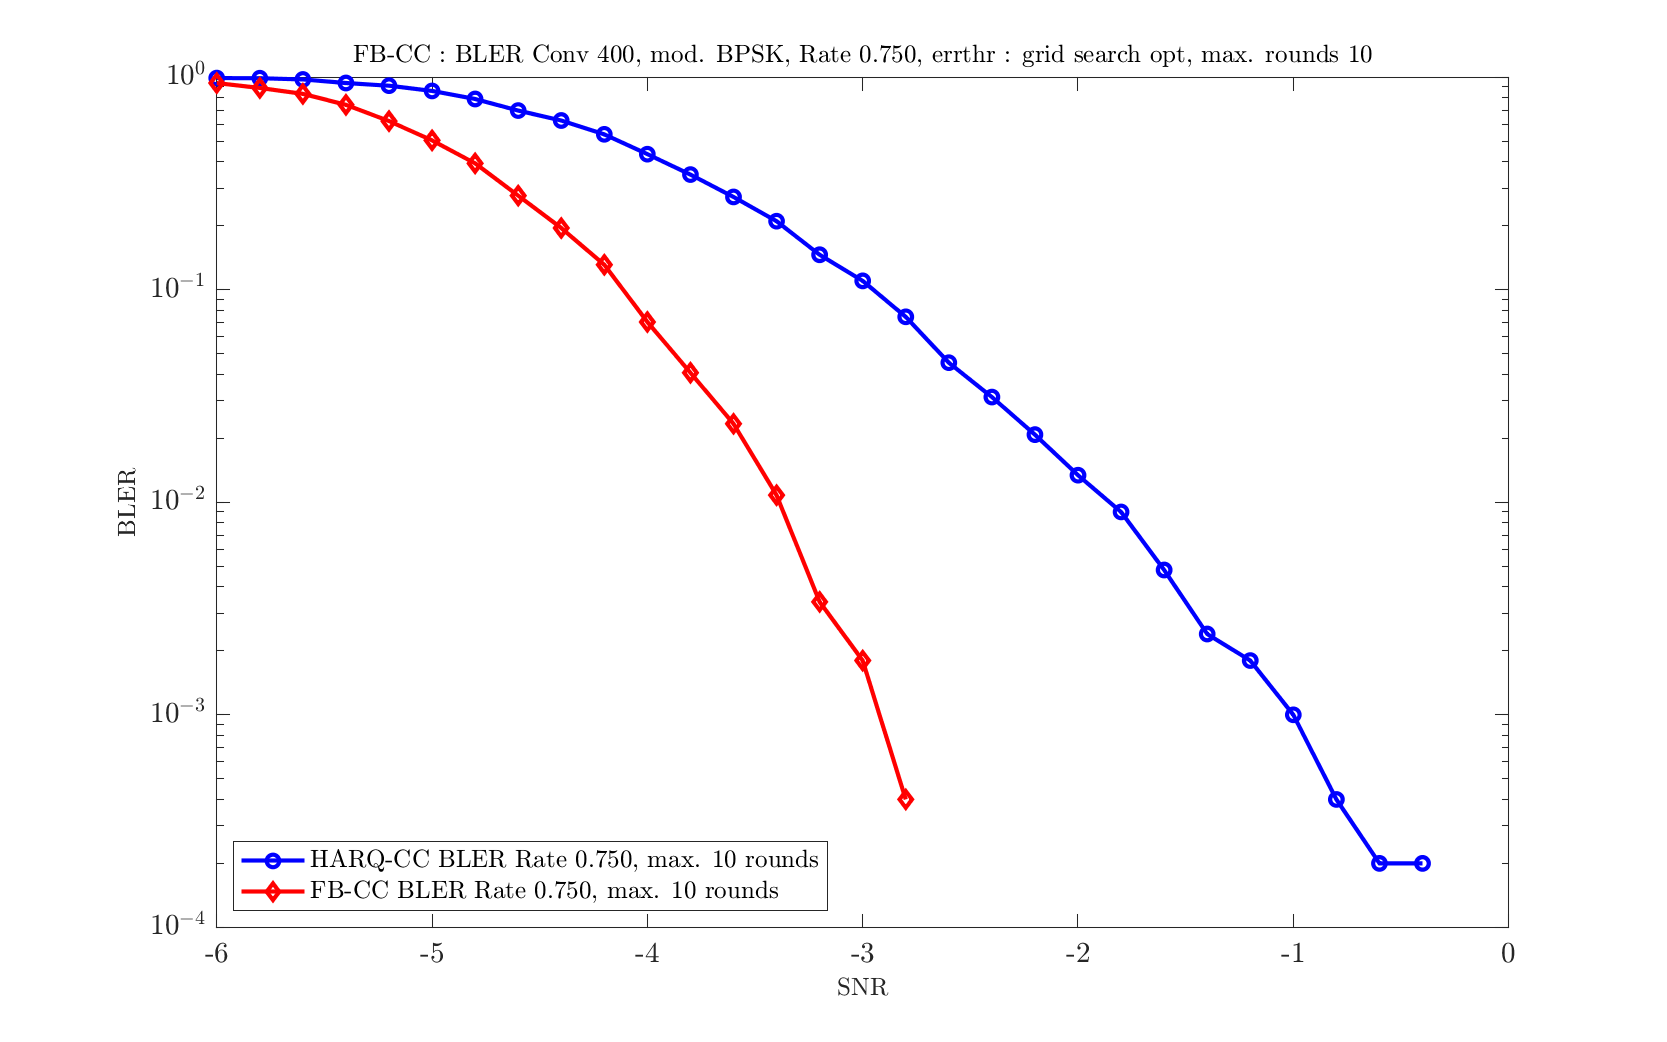 FB-CC : BLER Conv 400, mod. BPSK, Rate 0.750, errthr : grid search opt, max. rounds 10
10^0
10^-1
10^-2
10^-3
10^-4
BLER
HARQ-CC BLER Rate 0.750, max. 10 rounds
FB-CC BLER Rate 0.750, max. 10 rounds
-6 -5 -4 -3 -2 -1 0
SNR